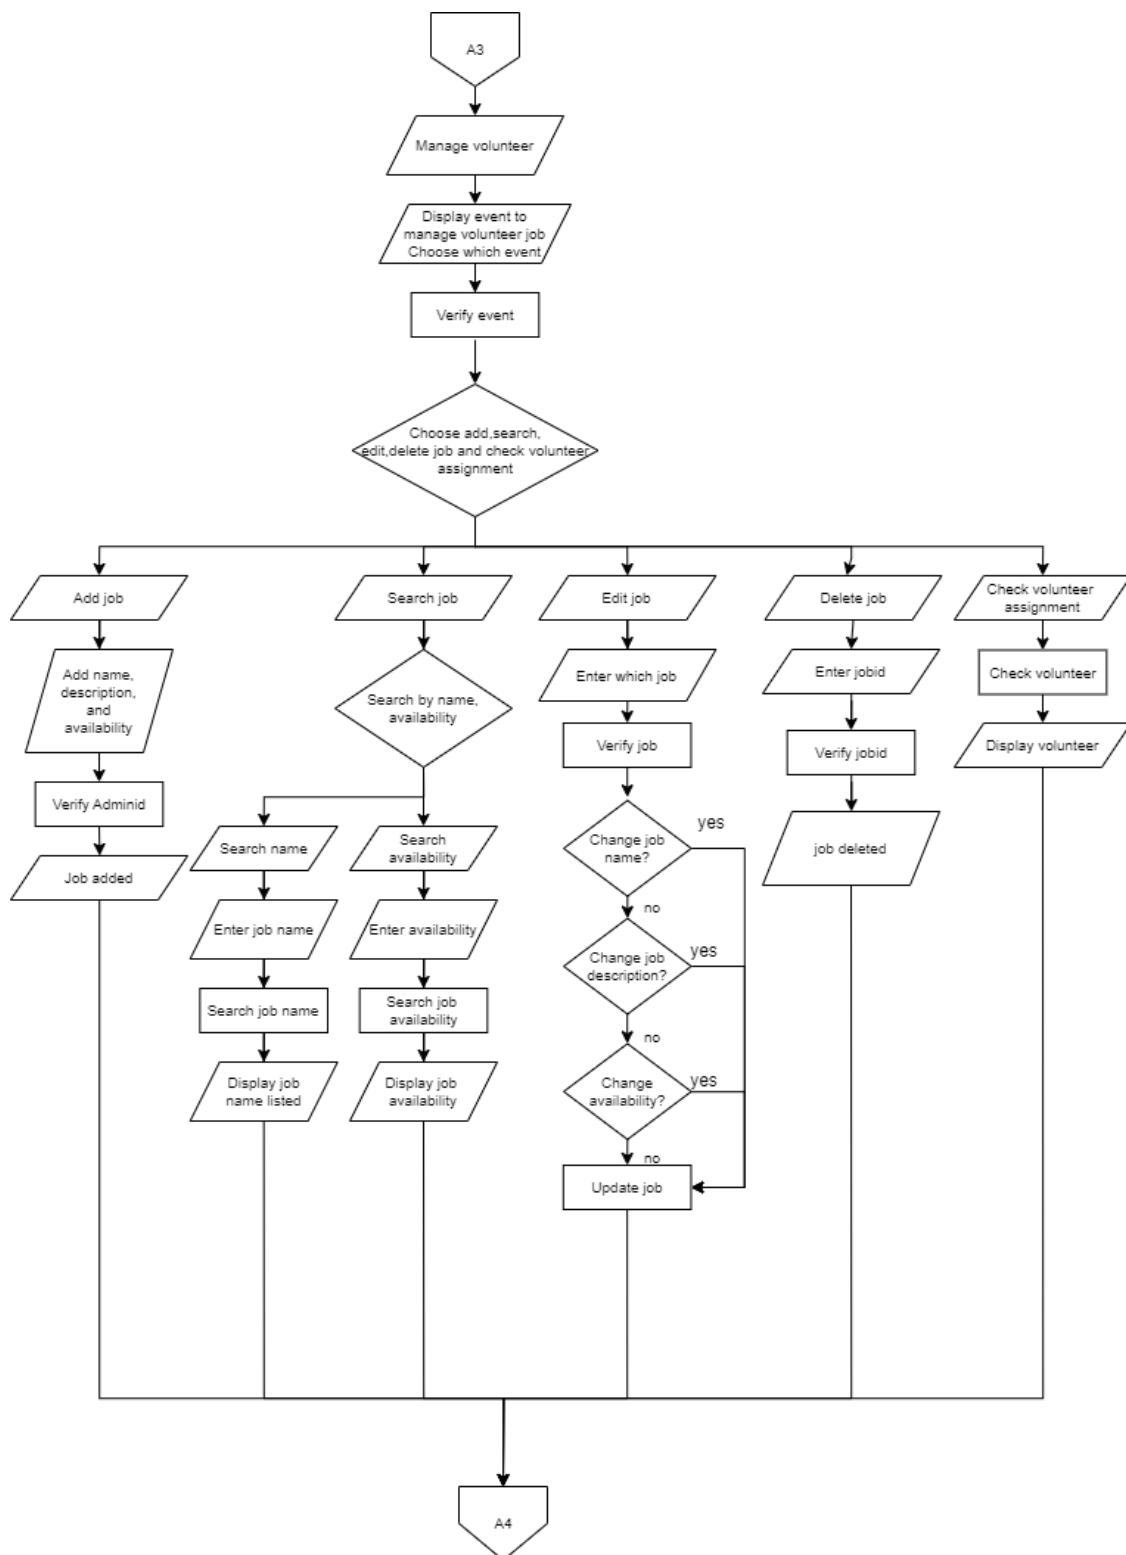 A3
Manage volunteer
Display event to
manage volunteer job
Choose which event
Verify event
Choose add,search,
edit,delete job and check volunteer
assignment
Add job
Search job
Edit job
Delete job
Check volunteer
assignment
Add name,
description,
and
availability
Search by name,
availability
Enter which job
Enter jobid
Check volunteer
Verify job
Verify jobid
Display volunteer
Verify Adminid
Search name
Search
availability
Change job
name?
yes
job deleted
Job added
no
Enter job name
Enter availability
Change job
description?
yes
Search job name
Search job
availability
no
Display job
name listed
Display job
availability
Change
availability?
yes
no
Update job
A4